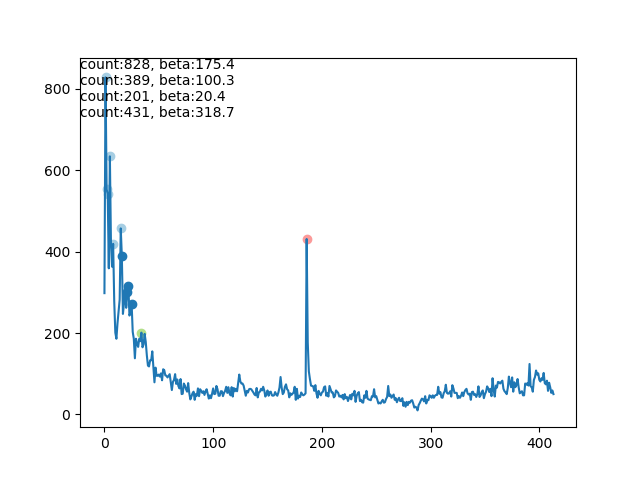 count:828, beta:175.4
count:389, beta:100.3
count:201, beta:20.4
count:431, beta:318.7
800
600
400
200
0
0 100 200 300 400